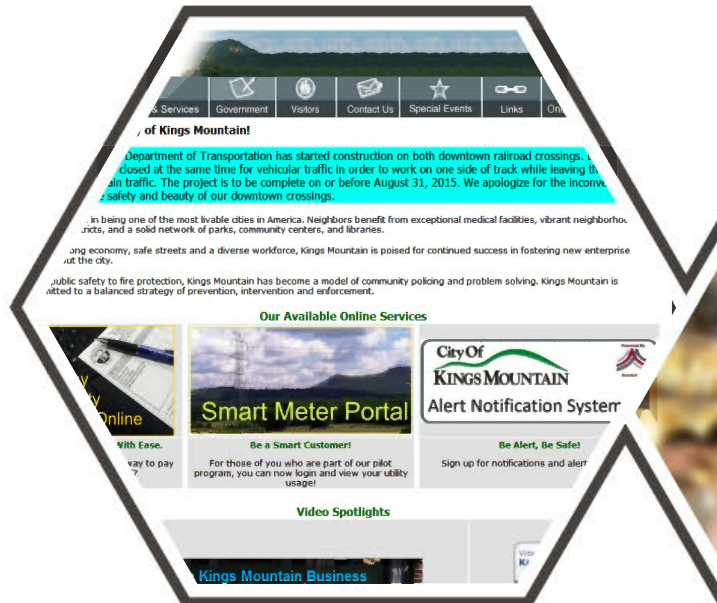 & Services Government Visitors Contact Us Special Events Links
of Kings Mountain!
Department of Transportation has started construction on both downtown railroad crossings.
closed at the same time for vehicular traffic in order to work on one side of track while leaving
traffic. The project is to be complete on or before August 31, 2015. We apologize for the
safety and beauty of our downtown crossings.
in being one of the most livable cities in America. Neighbors benefit from exceptional medical facilities, vibrant
and a solid network of parks, community centers, and libraries.
economy, safe streets and a diverse workforce, Kings Mountain is poised for continued success in fostering new enterprise
the city.
public safety to fire protection, Kings Mountain has become a model of community policing and problem solving. Kings Mountain is
to a balanced strategy of prevention, intervention and enforcement.
Our Available Online Services
Online
Smart Meter Portal
City Of
KINGS MOUNTAIN
Alert Notification System
With Ease.
way to pay
Be a Smart Customer!
For those of you who are part of our pilot
program, you can now login and view your utility
usage!
Be Alert, Be Safe!
Sign up for notifications and
Video Spotlights
Kings Mountain Business